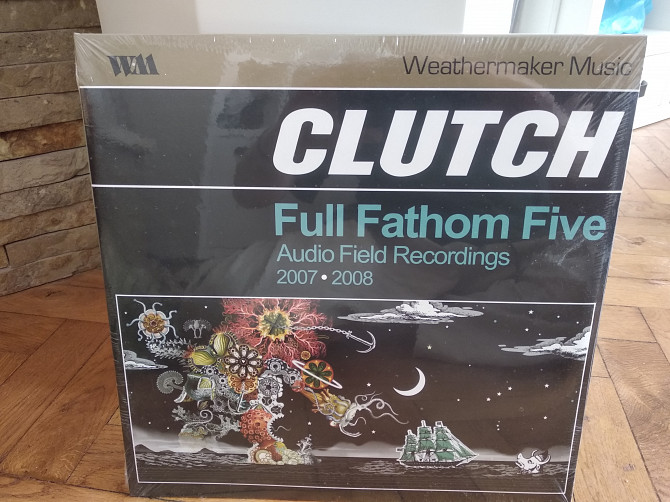 WM
Weathermaker Music
CLUTCH
Full Fathom Five
Audio Field Recordings
2007 • 2008